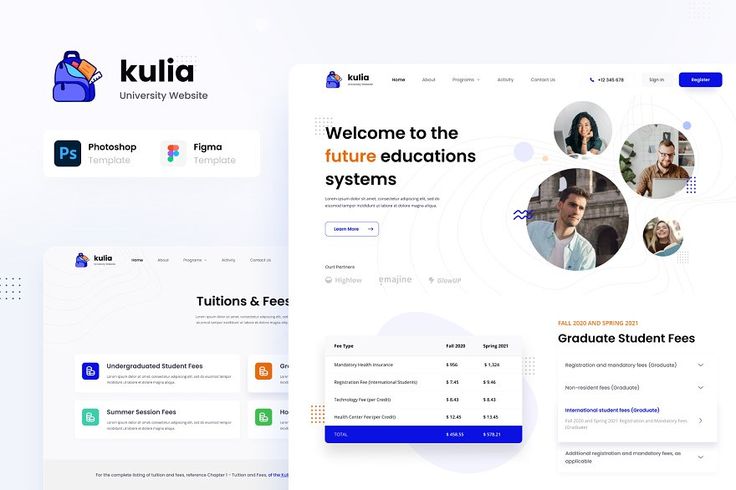 kulia
University Website
Photoshop
Template
Figma
Template
kulia
University Website
Home About Programs Activity Contact Us
Tuitions & Fees
Lorem ipsum dolor sit amet, consectetur adipiscing elit, sed do
eiusmod tempor incididunt ut labore et dolore magna aliqua.
Undergraduated Student Fees
Lorem ipsum dolor sit amet, consectetur adipiscing elit, sed do eiusmod tempor
incididunt ut labore et dolore magna aliqua.
Gr
Summer Session Fees
Lorem ipsum dolor sit amet, consectetur adipiscing elit, sed do eiusmod tempor
incididunt ut labore et dolore magna aliqua.
Ho
For the complete listing of tuition and fees, reference Chapter 1 - Tuition and Fees, of the Ku
kulia
University Website
Home About Programs Activity Contact Us +12 345 678 Sign In Register
Welcome to the
future educations
systems
Lorem ipsum dolor sit amet, consectetur adipiscing elit, sed do
eiusmod tempor incididunt ut labore et dolore magna aliqua.
Learn More
Ourd Partners
Highlow emajine GlowUP
Fee Type Fall 2020 Spring 2021
Mandatory Health Insurance $ 956 $ 1,326
Registration Fee (International Students) $ 7.45 $ 9.46
Technology Fee (per Credit) $ 8.43 $ 8.43
Health Center Fee (per Credit) $ 12.45 $ 13.45
TOTAL $ 458.55 $ 578.21
FALL 2020 AND SPRING 2021
Graduate Student Fees
Registration and mandatory fees (Graduate)
Non-resident fees (Graduate)
International student fees (Graduate)
Fall 2020 and Spring 2021 Registration and Mandatory Fees
(Graduate)
Additional registration and mandatory fees, as
applicable